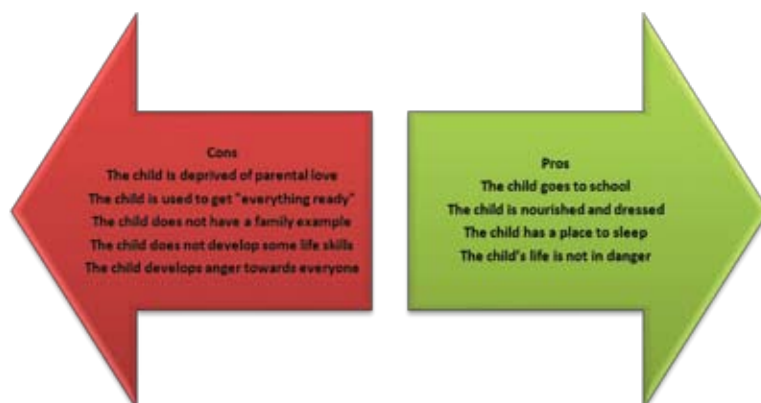 Cons
The child is deprived of parental love
The child is used to get "everything ready"
The child does not have a family example
The child does not develop some life skills
The child develops anger towards everyone
Pros
The child goes to school
The child is nourished and dressed
The child has a place to sleep
The child's life is not in danger